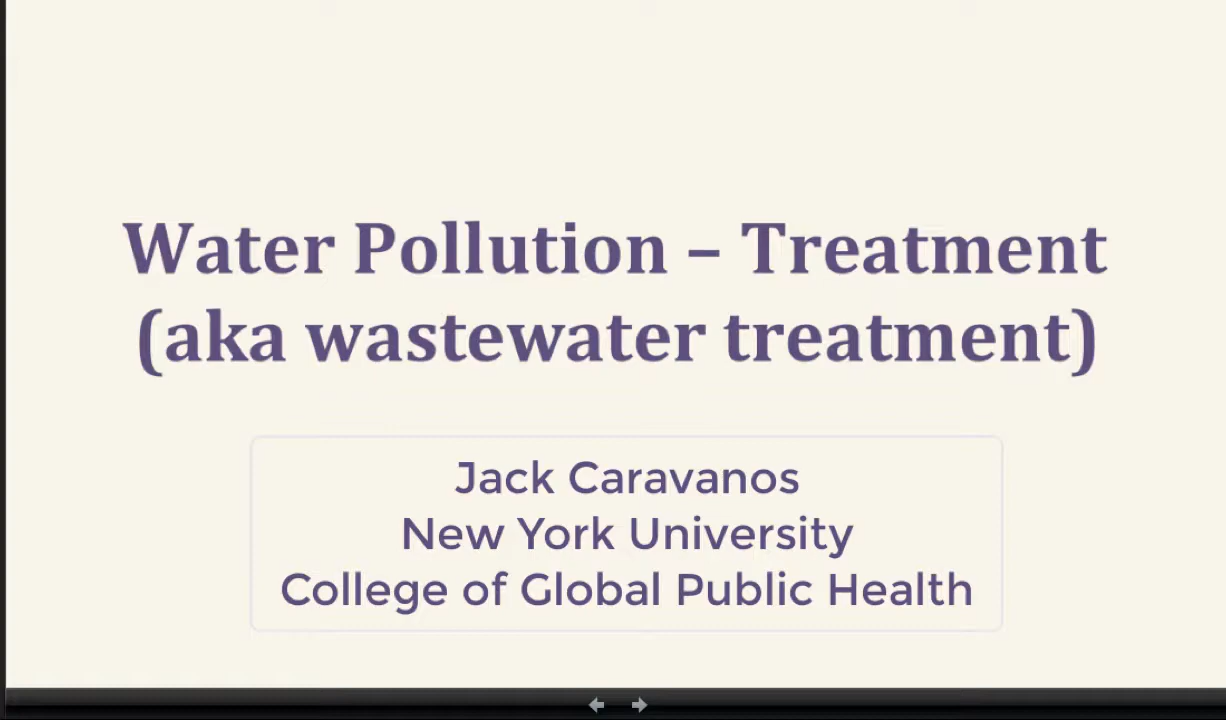 Water Pollution – Treatment
(aka wastewater treatment)
Jack Caravanos
New York University
College of Global Public Health